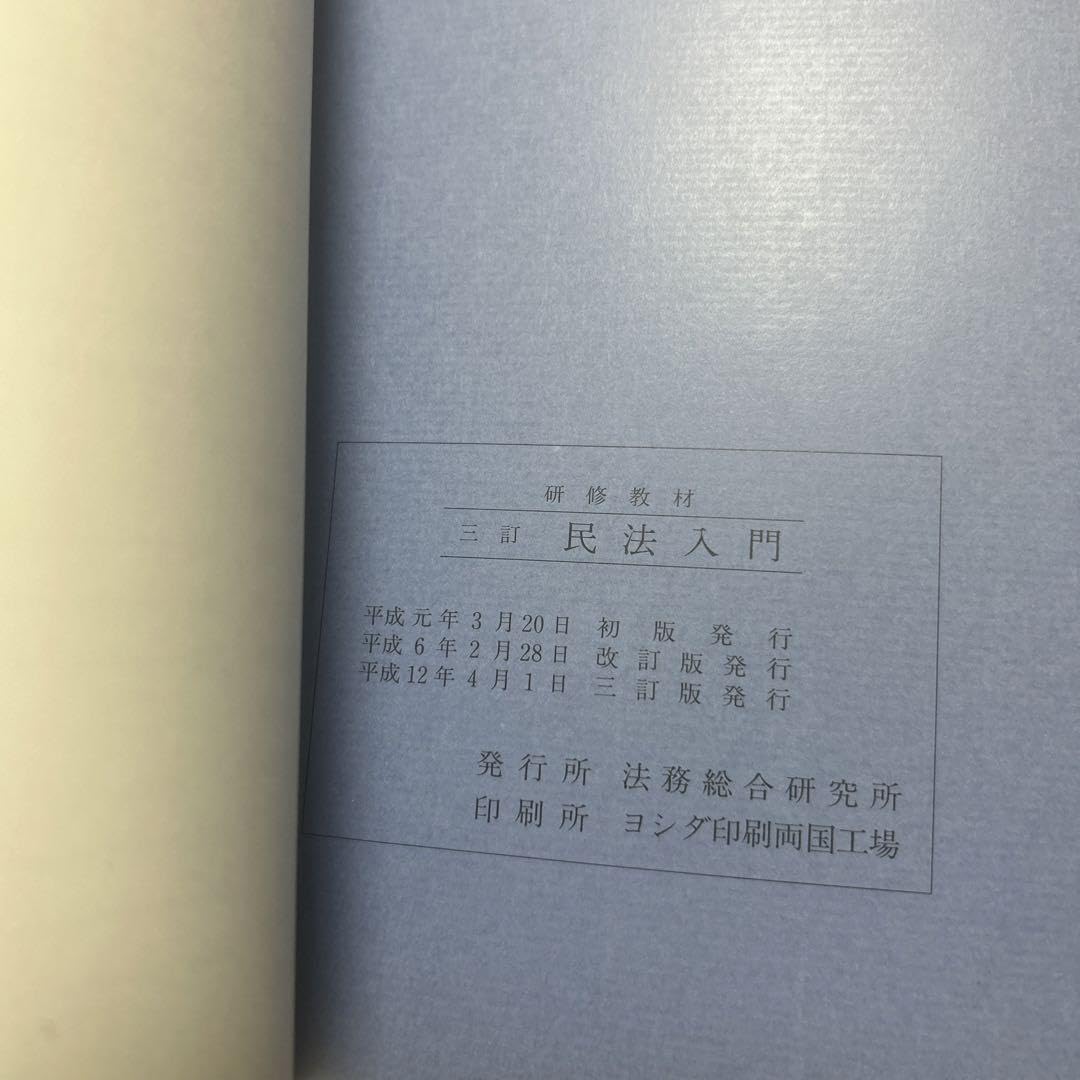 研修教材
三訂 民法入門
平成元年3月20日 初版発行
平成6年2月28日 改訂版発行
平成12年4月1日 三訂版発行
発行所 法務総合研究所
印刷所 ヨシダ印刷両国工場